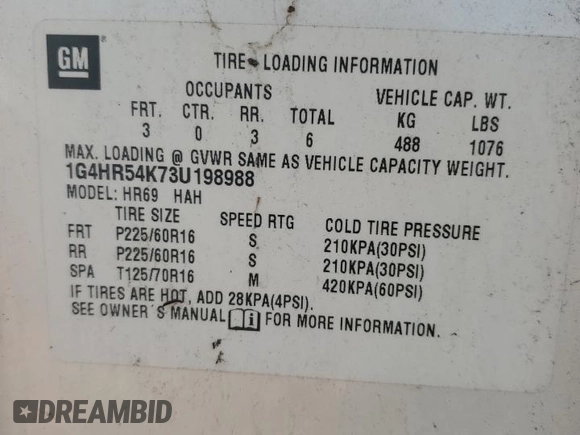 GM
TIRE - LOADING INFORMATION
OCCUPANTS VEHICLE CAP. WT.
FRT. CTR. RR. TOTAL KG LBS
3 0 3 6 488 1076
MAX. LOADING @ GVWR SAME AS VEHICLE CAPACITY WEIGHT.
1G4HR54K73U198988
MODEL: HR69 HAH
TIRE SIZE SPEED RTG COLD TIRE PRESSURE
FRT P225/60R16 S 210KPA(30PSI)
RR P225/60R16 S 210KPA(30PSI)
SPA T125/70R16 M 420KPA(60PSI)
IF TIRES ARE HOT, ADD 28KPA(4PSI).
SEE OWNER'S MANUAL i FOR MORE INFORMATION.
DREAMBID